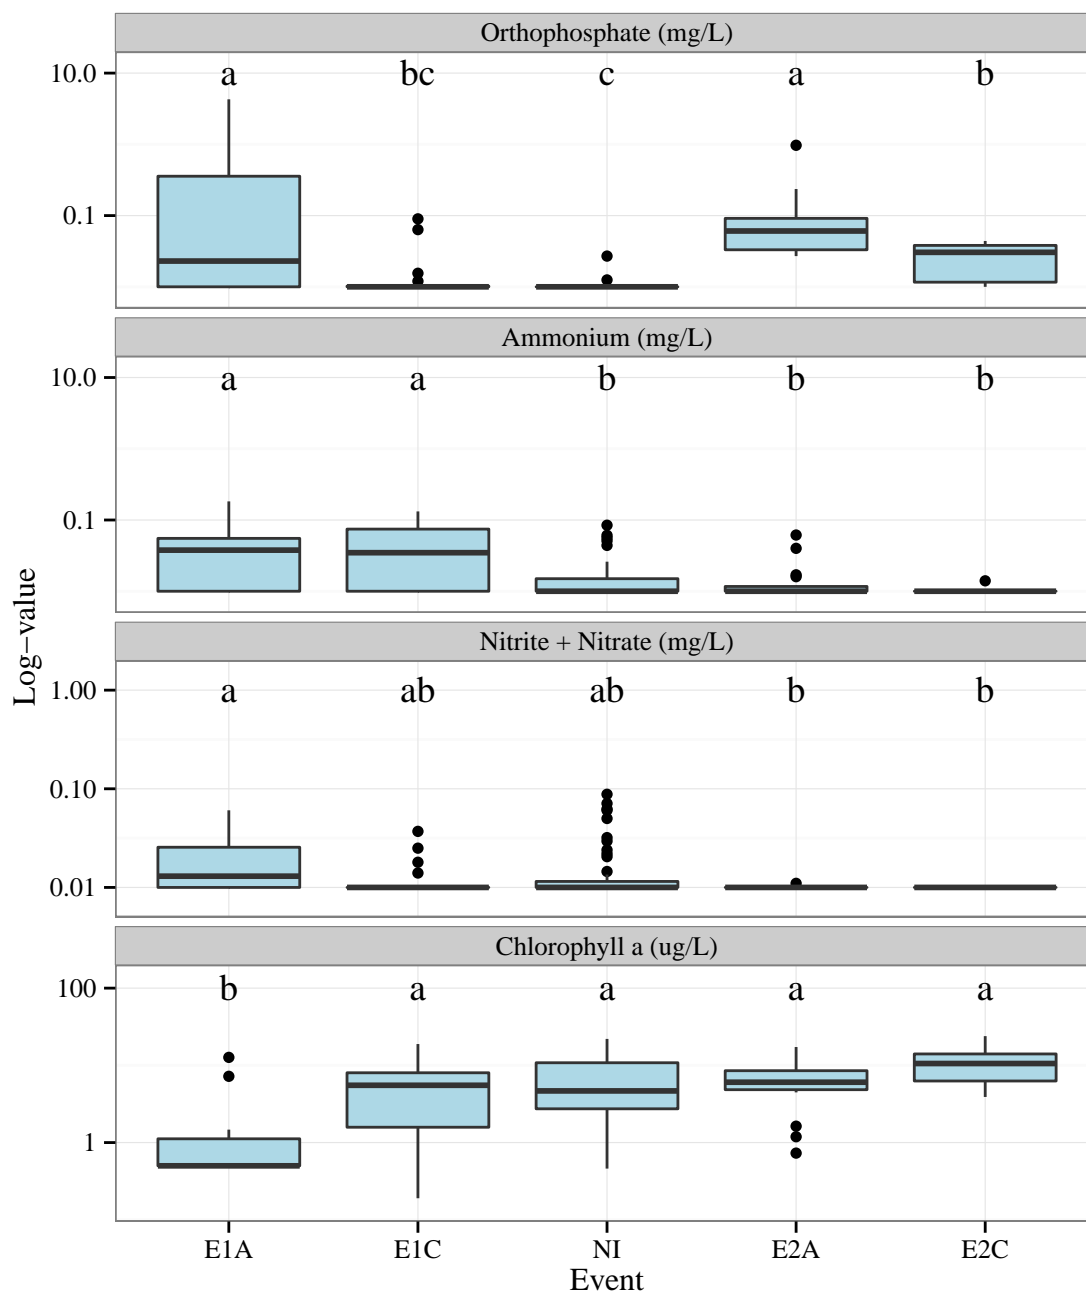 Orthophosphate (mg/L)
10.0
a bc c a b
0.1
Ammonium (mg/L)
10.0
a a b b b
0.1
Nitrite + Nitrate (mg/L)
1.00
a ab ab b b
0.10
0.01
Chlorophyll a (ug/L)
100
b a a a a
1
Log−value
E1A E1C NI E2A E2C
Event